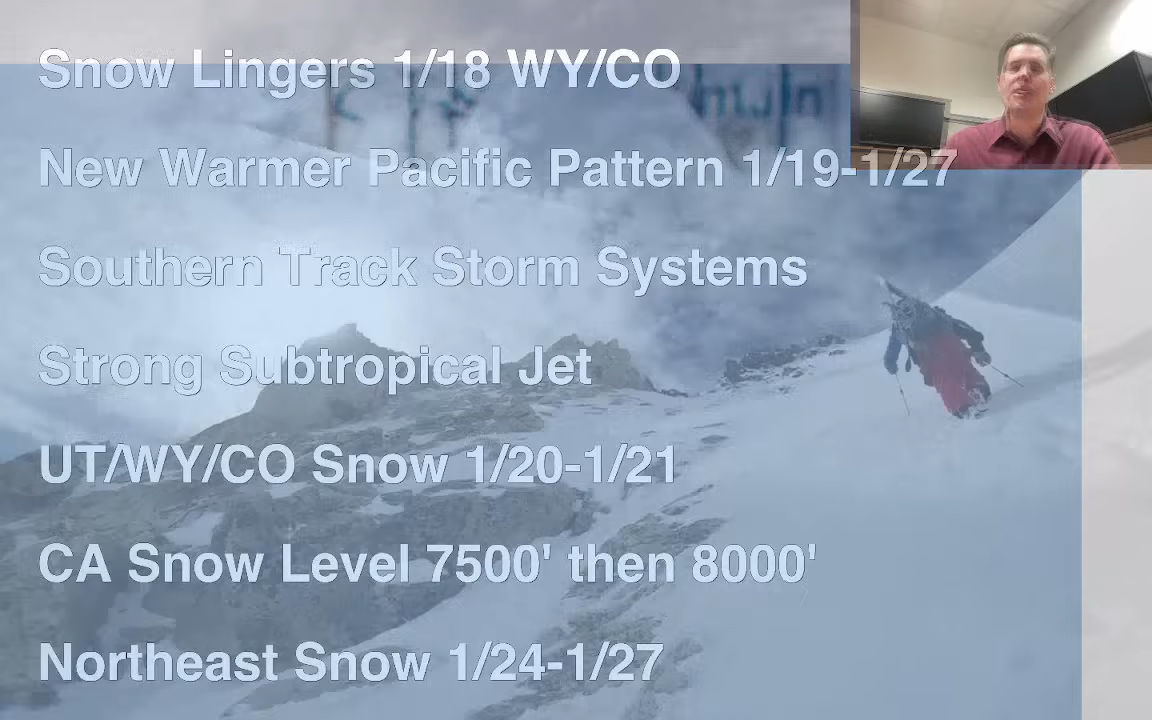 Snow Lingers 1/18 WY/CO
New Warmer Pacific Pattern 1/19-1/27
Southern Track Storm Systems
Strong Subtropical Jet
UT/WY/CO Snow 1/20-1/21
CA Snow Level 7500' then 8000'
Northeast Snow 1/24-1/27